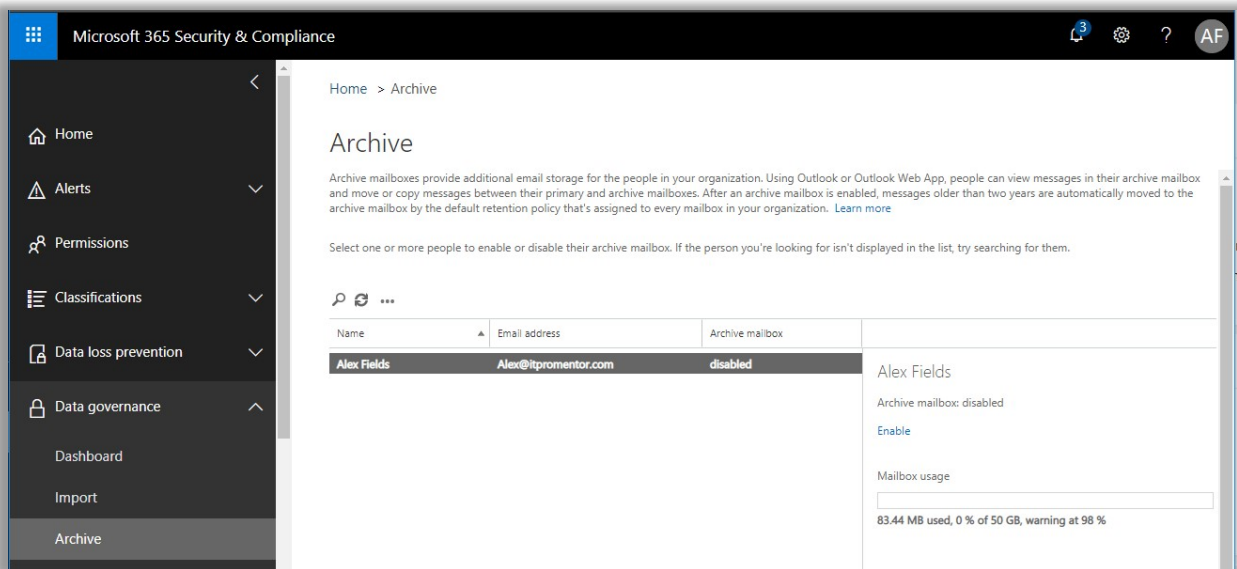 Microsoft 365 Security & Compliance
3
?
AF
Home
Alerts
Permissions
Classifications
Data loss prevention
Data governance
Dashboard
Import
Archive
Home > Archive
Archive
Archive mailboxes provide additional email storage for the people in your organization. Using Outlook or Outlook Web App, people can view messages in their archive mailbox
and move or copy messages between their primary and archive mailboxes. After an archive mailbox is enabled, messages older than two years are automatically moved to the
archive mailbox by the default retention policy that's assigned to every mailbox in your organization. Learn more
Select one or more people to enable or disable their archive mailbox. If the person you're looking for isn't displayed in the list, try searching for them.
Name Email address Archive mailbox
Alex Fields Alex@itpromentor.com disabled
Alex Fields
Archive mailbox: disabled
Enable
Mailbox usage
83.44 MB used, 0 % of 50 GB, warning at 98 %